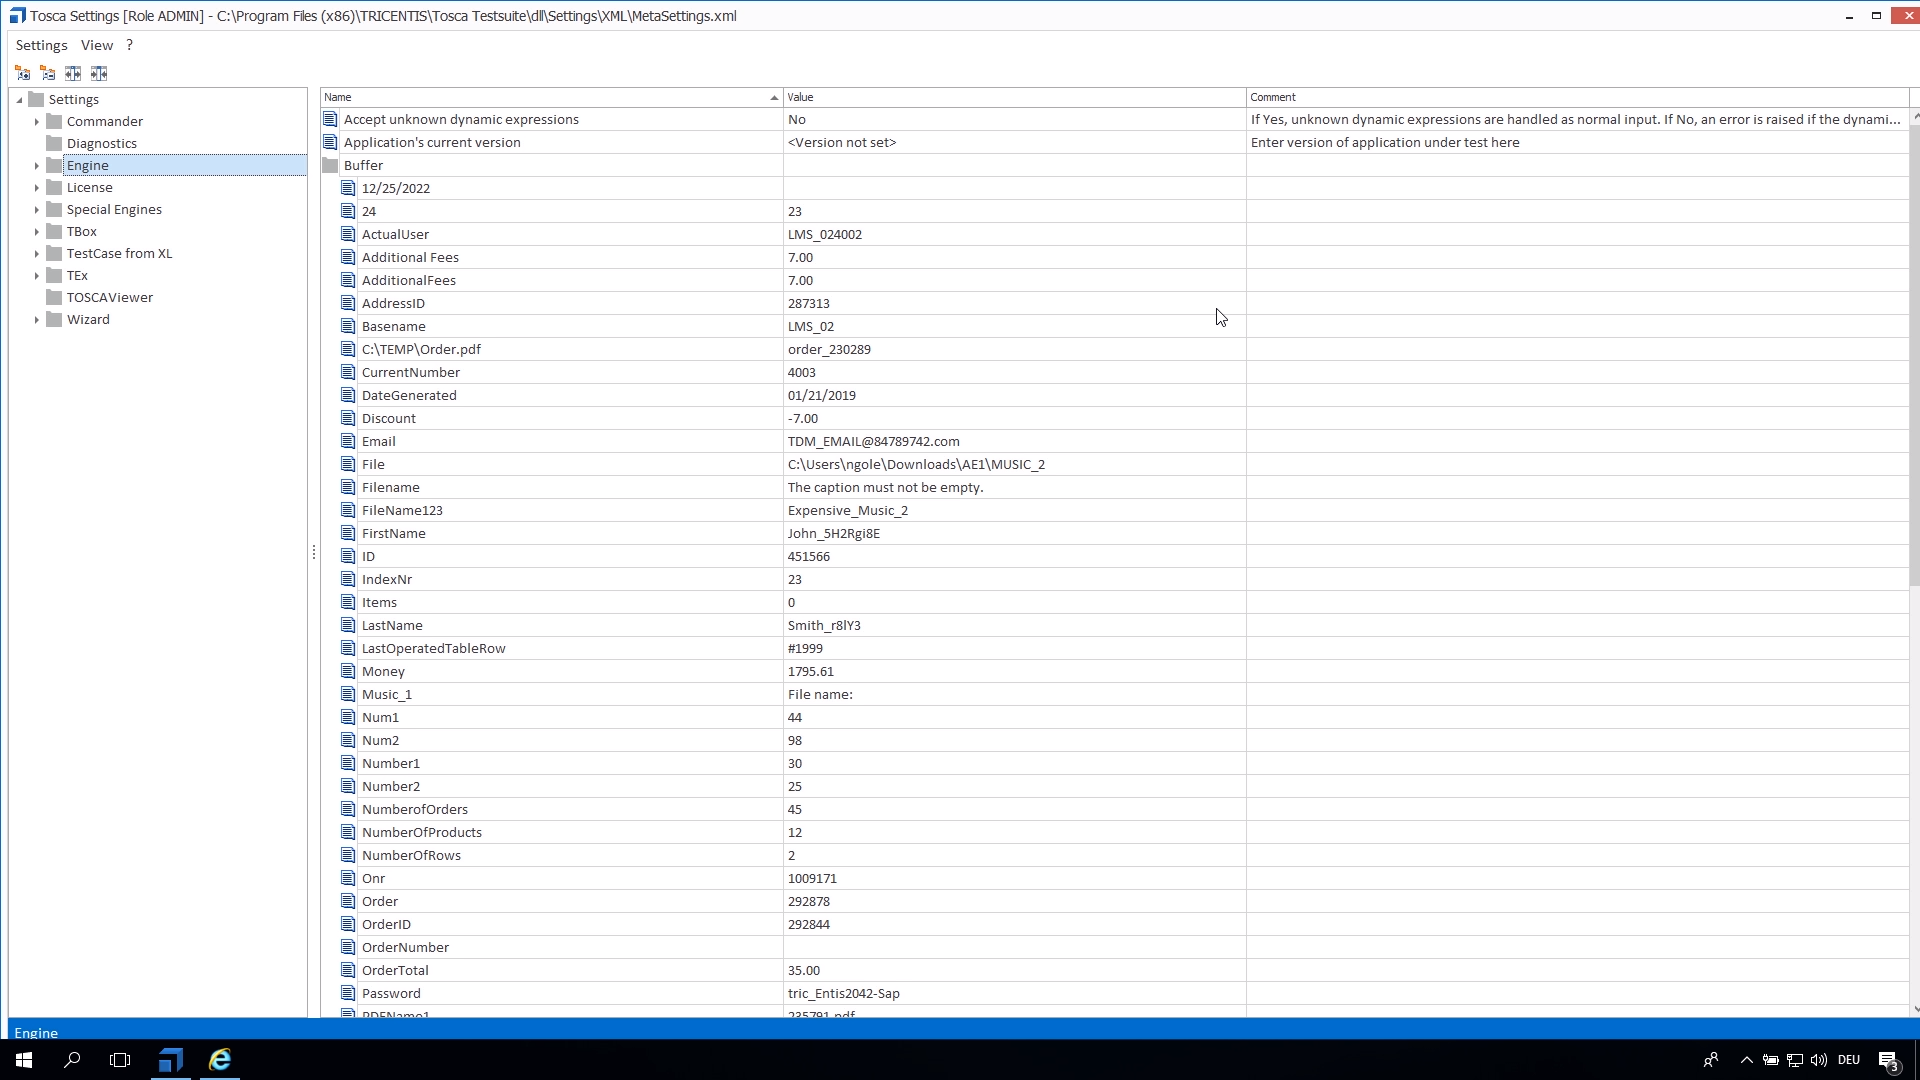 Tosca Settings [Role ADMIN] - C:\Program Files (x86)\TRICENTIS\Tosca Testsuite\dll\Settings\XML\MetaSettings.xml
Settings View ?
Settings
Commander
Diagnostics
Engine
License
Special Engines
TBox
TestCase from XL
TEx
TOSCAViewer
Wizard
Name Value Comment
Accept unknown dynamic expressions No If Yes, unknown dynamic expressions are handled as normal input. If No, an error is raised if the dynami...
Application's current version <Version not set> Enter version of application under test here
Buffer
12/25/2022
24 23
ActualUser LMS_024002
Additional Fees 7.00
AdditionalFees 7.00
AddressID 287313
Basename LMS_02
C:\TEMP\Order.pdf order_230289
CurrentNumber 4003
DateGenerated 01/21/2019
Discount -7.00
Email TDM_EMAIL@84789742.com
File C:\Users\ngole\Downloads\AE1\MUSIC_2
Filename The caption must not be empty.
FileName123 Expensive_Music_2
FirstName John_5H2Rgi8E
ID 451566
IndexNr 23
Items 0
LastName Smith_r8lY3
LastOperatedTableRow #1999
Money 1795.61
Music_1 File name:
Num1 44
Num2 98
Number1 30
Number2 25
NumberofOrders 45
NumberOfProducts 12
NumberOfRows 2
Onr 1009171
Order 292878
OrderID 292844
OrderNumber
OrderTotal 35.00
Password tric_Entis2042-Sap
PDFName1 235791.pdf
Engine
DEU 3